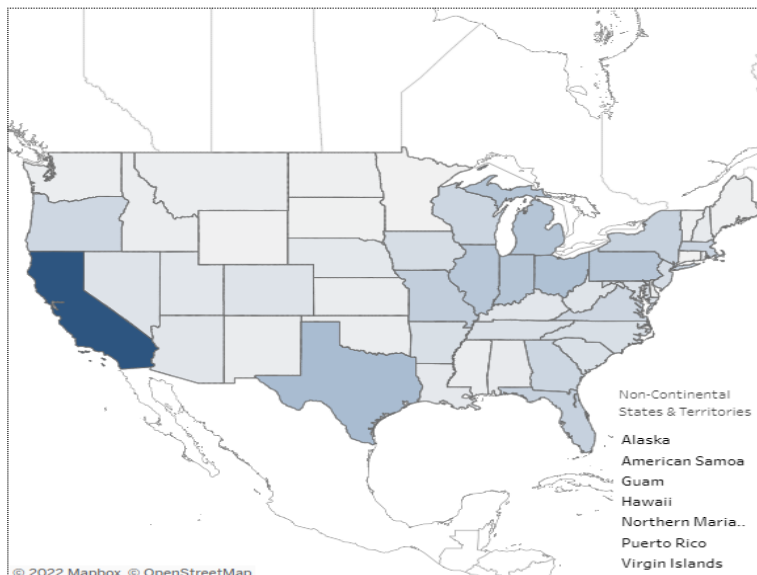 Non-Continental
States & Territories
Alaska
American Samoa
Guam
Hawaii
Northern Maria..
Puerto Rico
Virgin Islands
© 2022 Mapbox © OpenStreetMap